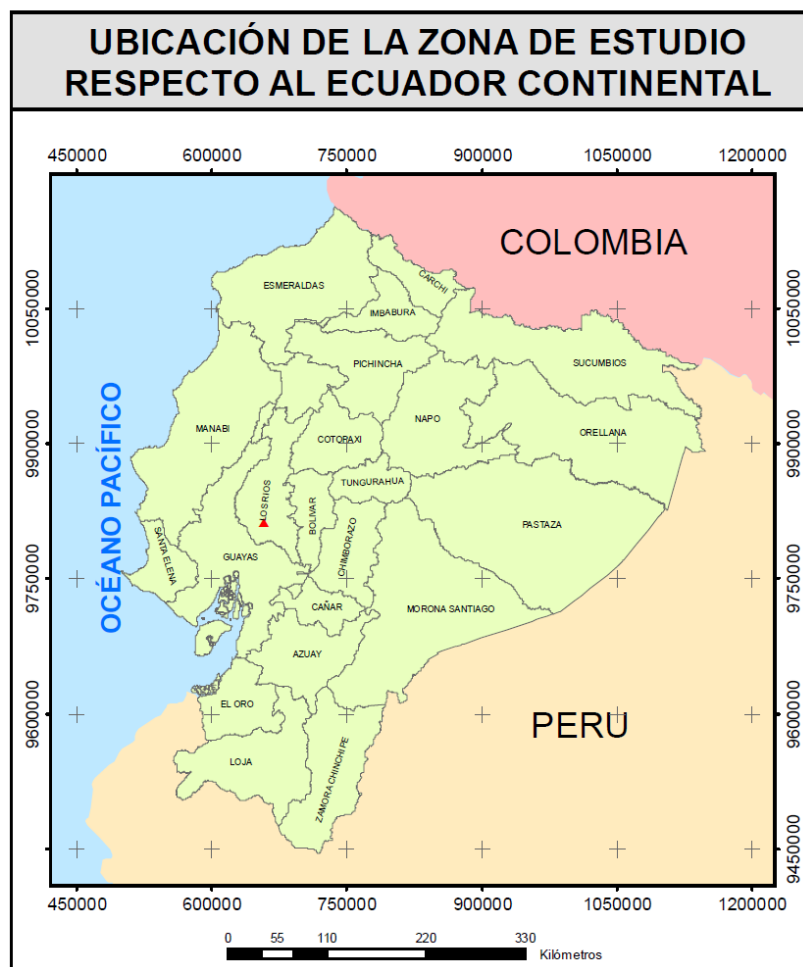 UBICACIÓN DE LA ZONA DE ESTUDIO
RESPECTO AL ECUADOR CONTINENTAL
450000 600000 750000 900000 1050000 1200000
COLOMBIA
CARCHI
ESMERALDAS
IMBABURA
10050000 10050000
PICHINCHA
SUCUMBIOS
OCÉANO PACÍFICO
MANABI
NAPO
COTOPAXI
ORELLANA
9900000 9900000
TUNGURAHUA
LOS RIOS
BOLIVAR
PASTAZA
SANTA ELENA
GUAYAS
CHIMBORAZO
9750000 9750000
CAÑAR
MORONA SANTIAGO
AZUAY
EL ORO
9600000 9600000
PERU
LOJA
ZAMORA CHINCHIPE
9450000 9450000
450000 600000 750000 900000 1050000 1200000
0 55 110 220 330
Kilómetros